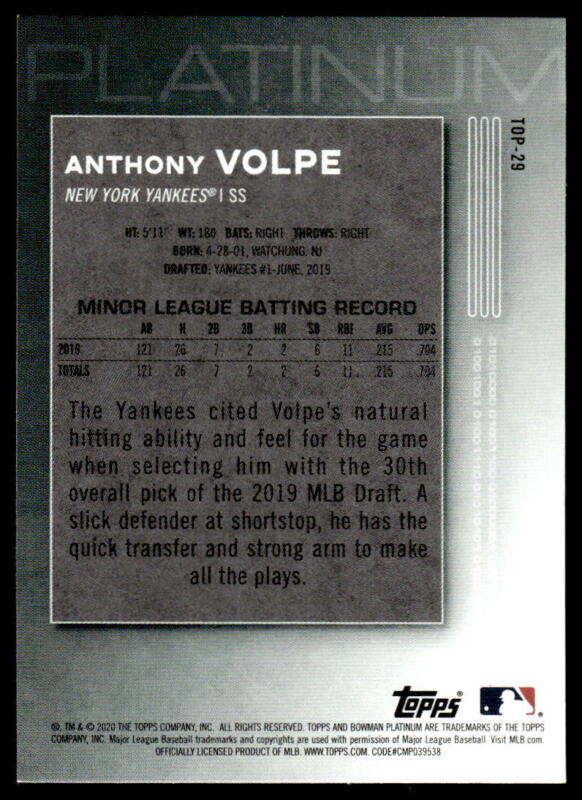 PLATINUM
TOP-29
ANTHONY VOLPE
NEW YORK YANKEES® | SS
HT: 5'11" WT: 180 BATS: RIGHT THROWS: RIGHT
BORN: 4-28-01, WATCHUNG, NJ
DRAFTED: YANKEES #1-JUNE, 2019
MINOR LEAGUE BATTING RECORD
AB H 2B 3B HR SB RBI AVG OPS
2019 121 26 7 2 2 6 11 .215 .704
TOTALS 121 26 7 2 2 6 11 .215 .704
The Yankees cited Volpe's natural
hitting ability and feel for the game
when selecting him with the 30th
overall pick of the 2019 MLB Draft. A
slick defender at shortstop, he has the
quick transfer and strong arm to make
all the plays.
topps
®, TM & © 2020 THE TOPPS COMPANY, INC. ALL RIGHTS RESERVED. TOPPS AND BOWMAN PLATINUM ARE TRADEMARKS OF THE TOPPS
COMPANY, INC. Major League Baseball trademarks and copyrights are used with permission of Major League Baseball. Visit MLB.com.
OFFICIALLY LICENSED PRODUCT OF MLB. WWW.TOPPS.COM. CODE#CMP039538